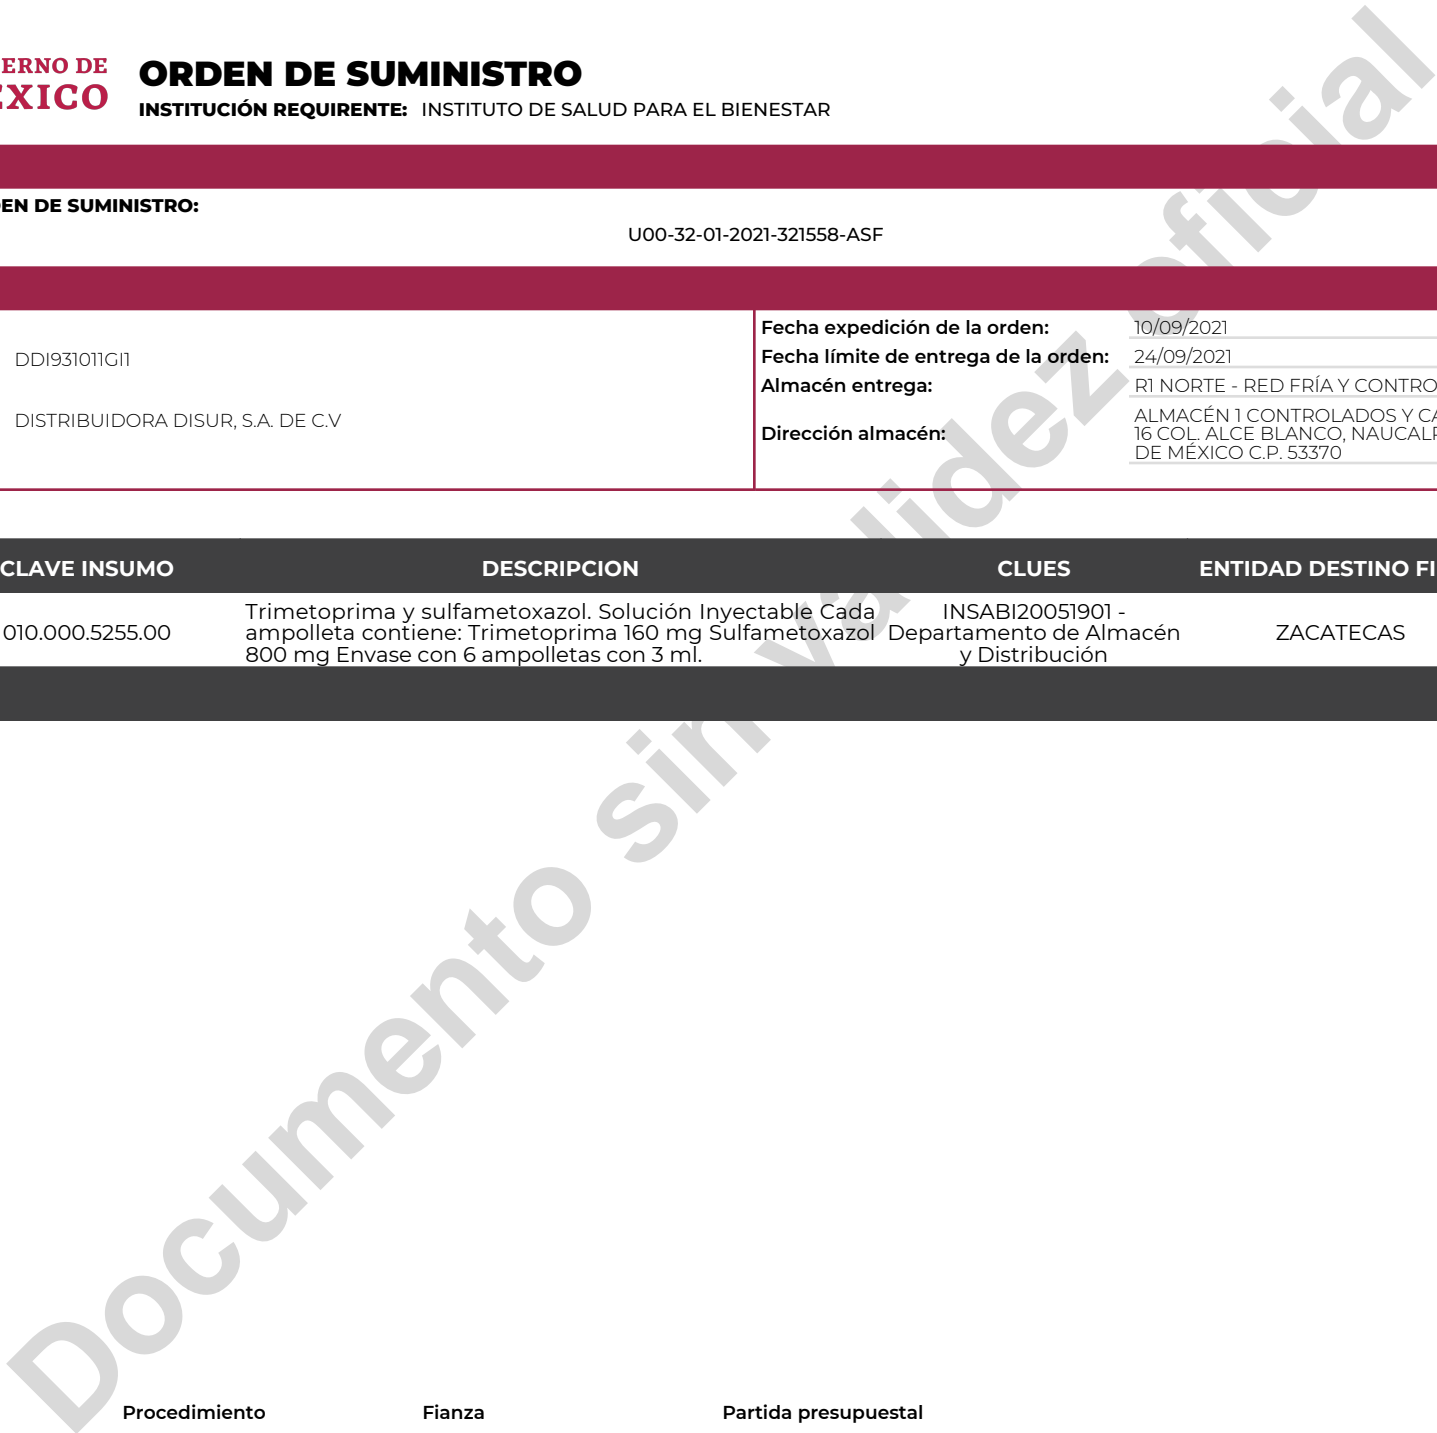 ERNO DE
ÉXICO
ORDEN DE SUMINISTRO
INSTITUCIÓN REQUIRENTE: INSTITUTO DE SALUD PARA EL BIENESTAR
EN DE SUMINISTRO:
U00-32-01-2021-321558-ASF
DDI931011GI1
DISTRIBUIDORA DISUR, S.A. DE C.V
Fecha expedición de la orden: 10/09/2021
Fecha límite de entrega de la orden: 24/09/2021
Almacén entrega: R1 NORTE - RED FRÍA Y CONTRO
Dirección almacén: ALMACÉN 1 CONTROLADOS Y CA
16 COL. ALCE BLANCO, NAUCALP
DE MÉXICO C.P. 53370
CLAVE INSUMO DESCRIPCION CLUES ENTIDAD DESTINO FI
010.000.5255.00
Trimetoprima y sulfametoxazol. Solución Inyectable Cada
ampolleta contiene: Trimetoprima 160 mg Sulfametoxazol
800 mg Envase con 6 ampolletas con 3 ml.
INSABI20051901 -
Departamento de Almacén
y Distribución
ZACATECAS
Documento sin validez oficial
Procedimiento Fianza Partida presupuestal